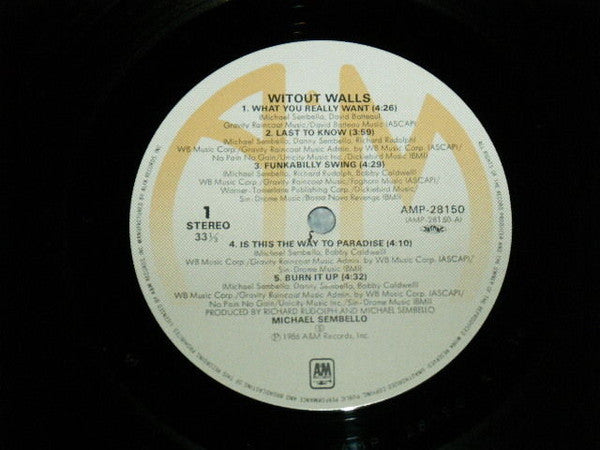 WITOUT WALLS
1. WHAT YOU REALLY WANT (4:26)
(Michael Sembello, David Batteau)
Gravity Raincoat Music/David Batteau Music (ASCAP)
2. LAST TO KNOW (3:59)
(Michael Sembello, Danny Sembello, Richard Rudolph)
WB Music Corp./Gravity Raincoat Music Admin. by WB Music Corp. (ASCAP)/
No Pain No Gain/Unicity Music Inc./Dickiebird Music (BMI)
3. FUNKABILLY SWING (4:29)
(Michael Sembello, Richard Rudolph, Bobby Caldwell)
WB Music Corp./Gravity Raincoat Music/Foghorn Music (ASCAP)/
Warner-Tamerlane Publishing Corp./Dickiebird Music/
Sin-Drome Music/Bossa Nova Revenge (BMI)
1
STEREO
33⅓
AMP-28150
(AMP-28150-A)
4. IS THIS THE WAY TO PARADISE (4:10)
(Michael Sembello, Bobby Caldwell)
WB Music Corp./Gravity Raincoat Music (ASCAP)/
Sin-Drome Music (BMI)
5. BURN IT UP (4:32)
(Michael Sembello, Danny Sembello, Bobby Caldwell)
WB Music Corp./Gravity Raincoat Music Admin. by WB Music Corp. (ASCAP)/
No Pain No Gain/Unicity Music Inc./Sin-Drome Music (BMI)
PRODUCED BY RICHARD RUDOLPH AND MICHAEL SEMBELLO
MICHAEL SEMBELLO
Ⓟ 1986 A&M Records, Inc.
A&M
RECORDS